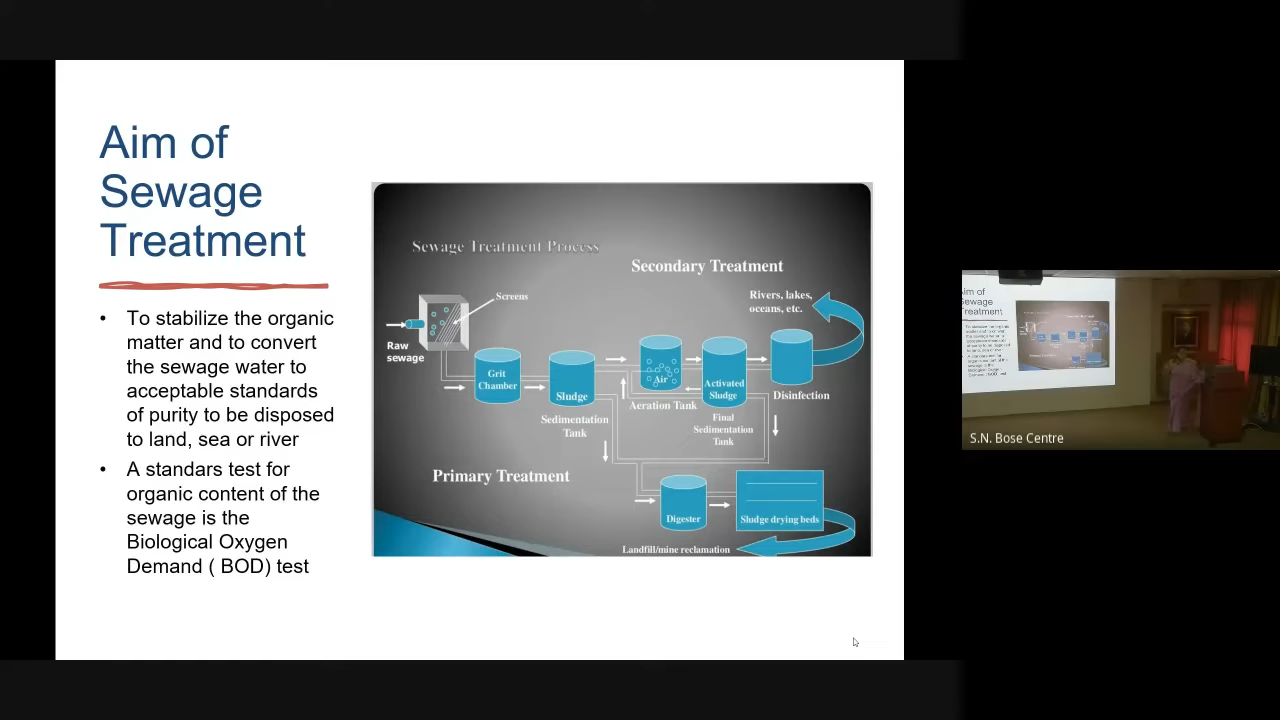 Aim of
Sewage
Treatment
• To stabilize the organic
matter and to convert
the sewage water to
acceptable standards
of purity to be disposed
to land, sea or river
• A standars test for
organic content of the
sewage is the
Biological Oxygen
Demand ( BOD) test
Sewage Treatment Process
Secondary Treatment
Screens
Rivers, lakes,
oceans, etc.
Raw
sewage
Grit
Chamber
Sludge
Sedimentation
Tank
Air
Aeration Tank
Activated
Sludge
Final
Sedimentation
Tank
Disinfection
Primary Treatment
Digester
Sludge drying beds
Landfill/mine reclamation
Aim of
Sewage
Treatment
S.N. Bose Centre